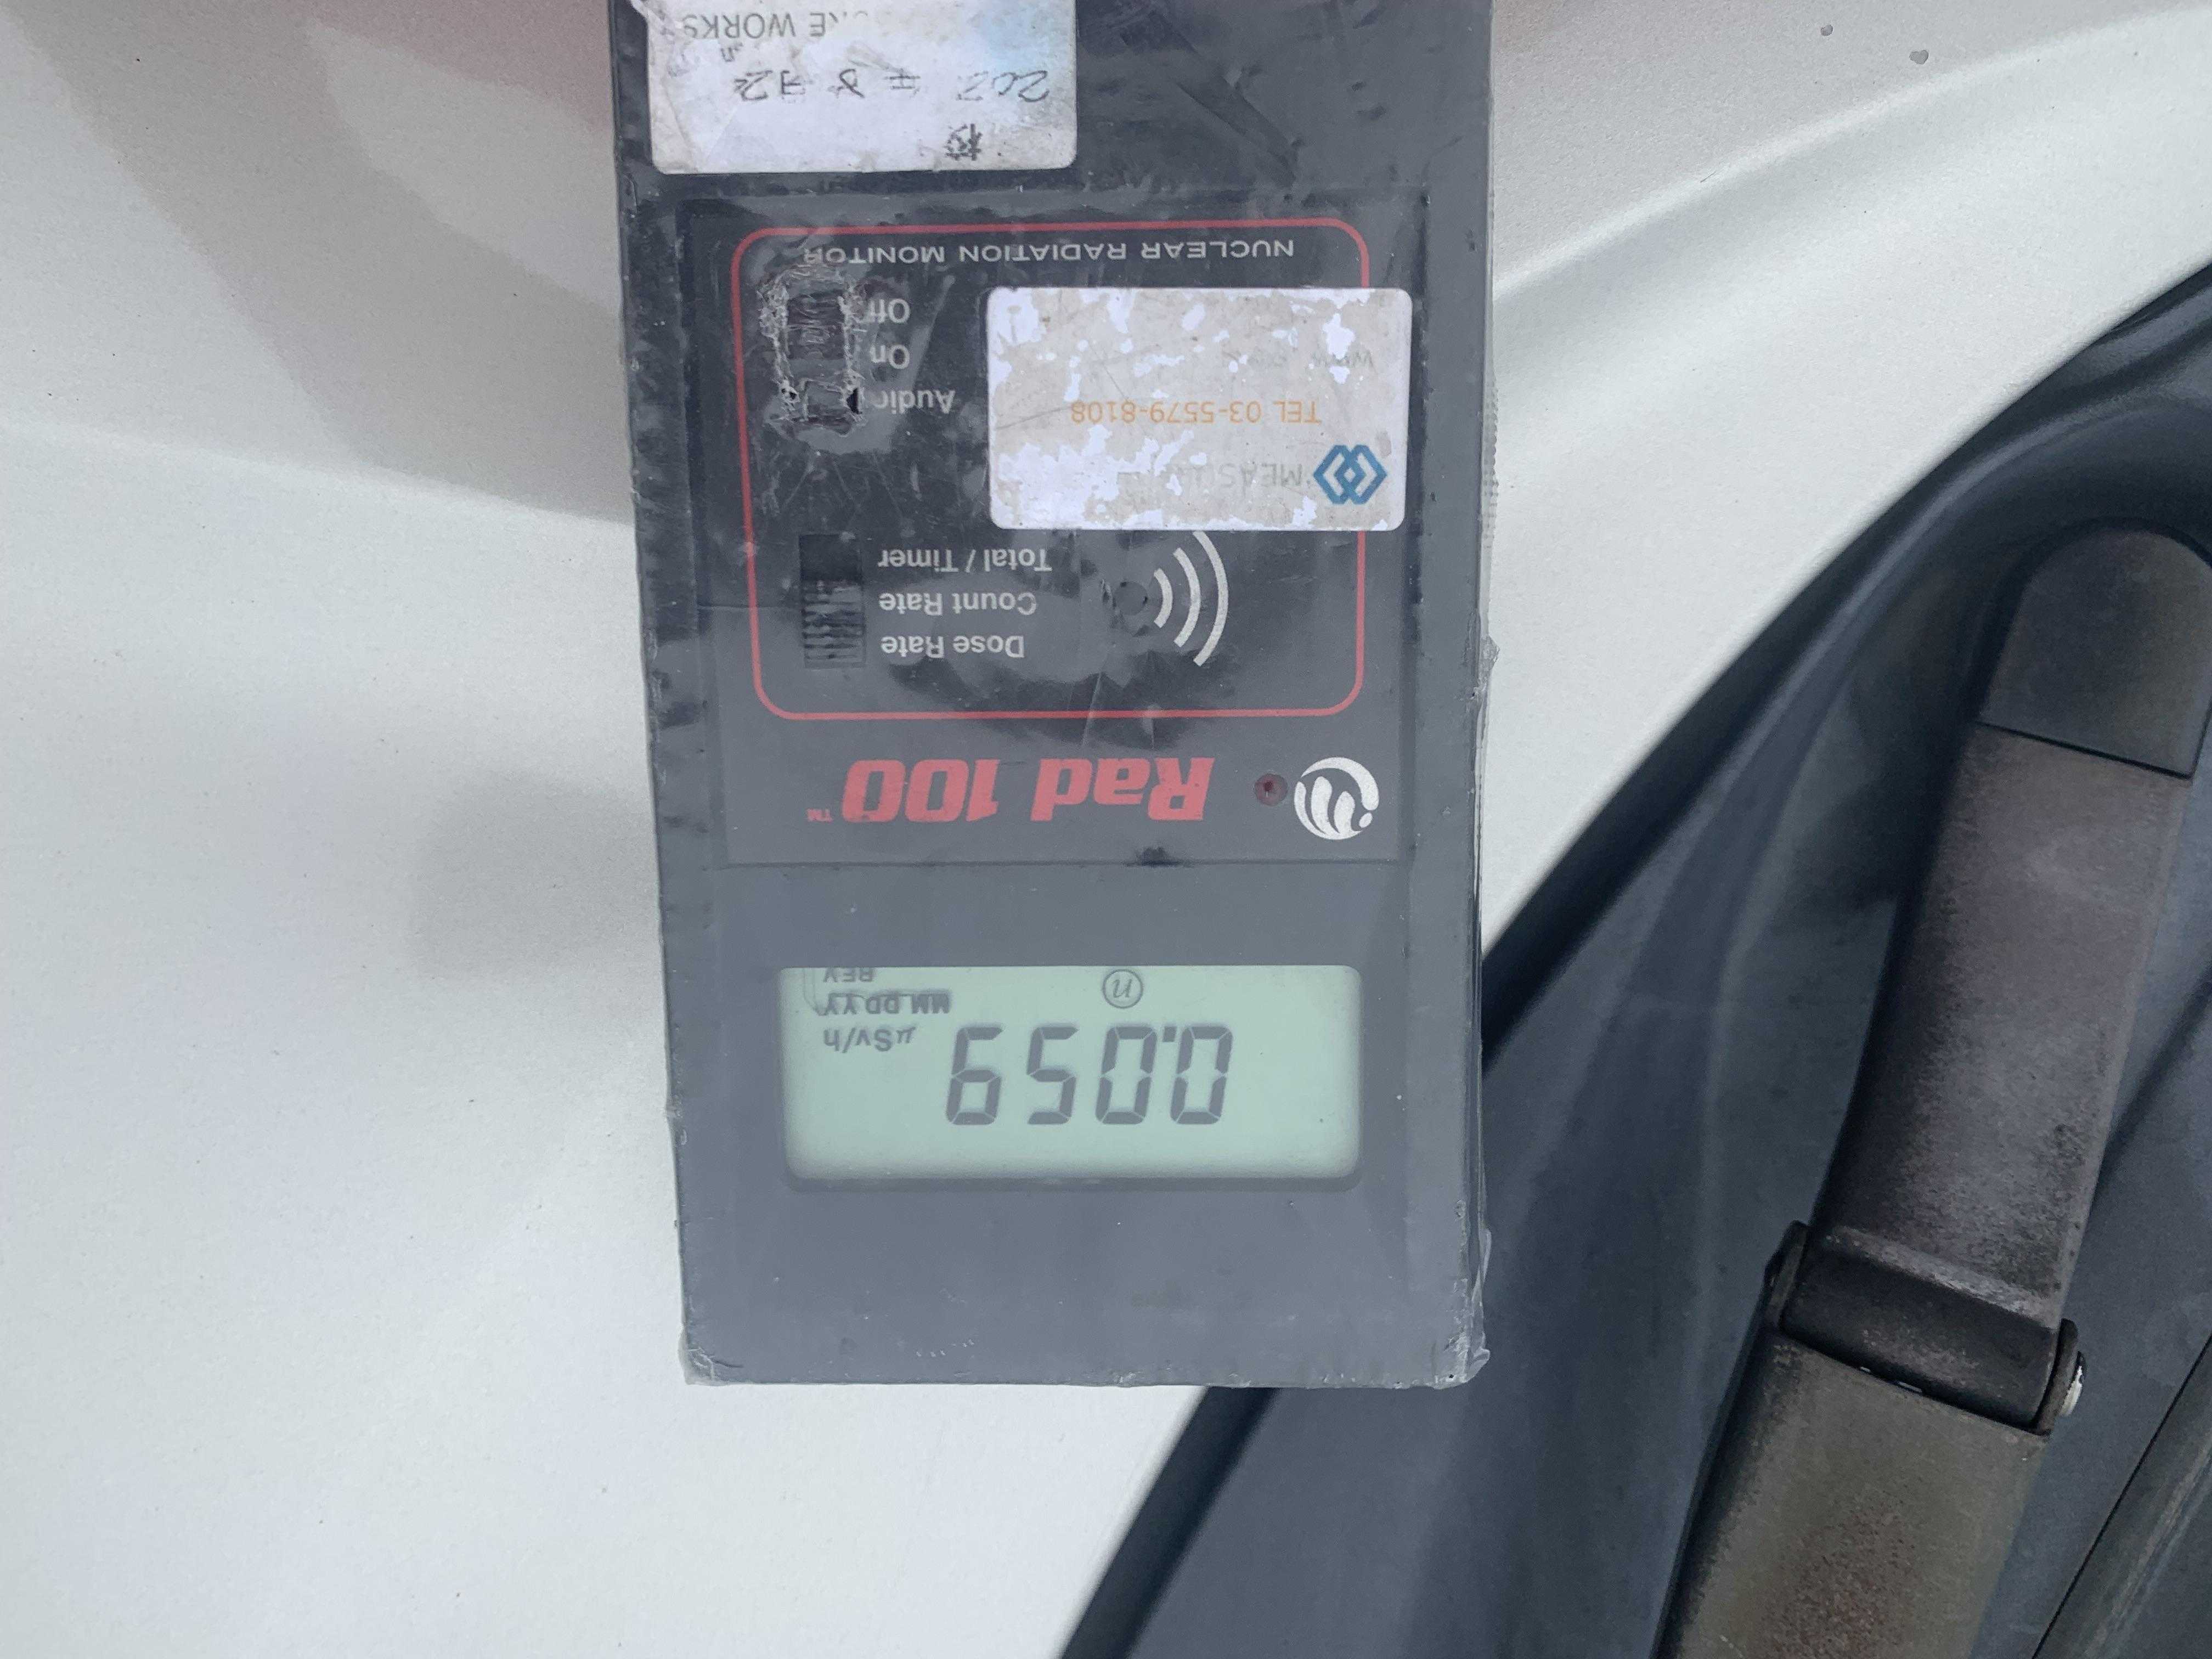 0.059 µSv/h
MM DD YY
REV
Rad 100™
Dose Rate
Count Rate
Total / Timer
TEL 03-5579-8108
Audio
On
Off
NUCLEAR RADIATION MONITOR
校
WORKS